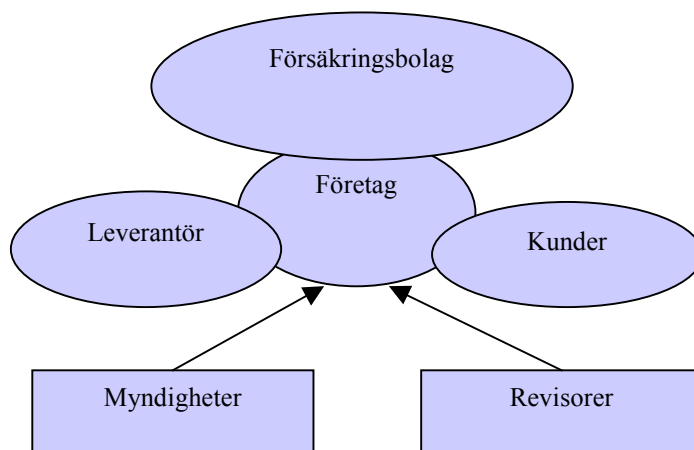 Försäkringsbolag
Företag
Leverantör
Kunder
Myndigheter
Revisorer